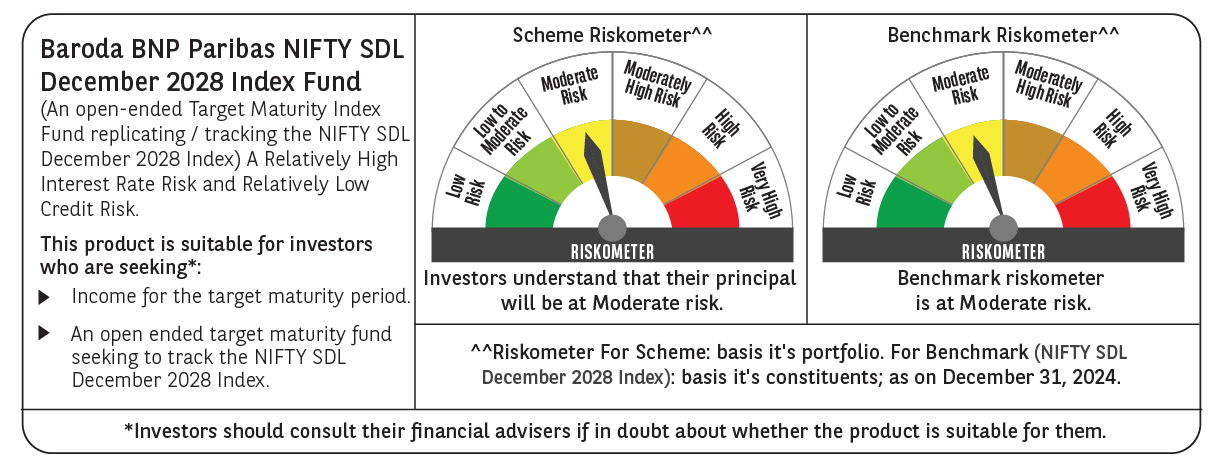 Baroda BNP Paribas NIFTY SDL
December 2028 Index Fund
(An open-ended Target Maturity Index
Fund replicating / tracking the NIFTY SDL
December 2028 Index) A Relatively High
Interest Rate Risk and Relatively Low
Credit Risk.
This product is suitable for investors
who are seeking*:
Income for the target maturity period.
An open ended target maturity fund
seeking to track the NIFTY SDL
December 2028 Index.
Scheme Riskometer^^
Low
Risk
Low to
Moderate
Risk
Moderate
Risk
Moderately
High Risk
High
Risk
Very High
Risk
RISKOMETER
Investors understand that their principal
will be at Moderate risk.
Benchmark Riskometer^^
Low
Risk
Low to
Moderate
Risk
Moderate
Risk
Moderately
High Risk
High
Risk
Very High
Risk
RISKOMETER
Benchmark riskometer
is at Moderate risk.
^^Riskometer For Scheme: basis it's portfolio. For Benchmark (NIFTY SDL
December 2028 Index): basis it's constituents; as on December 31, 2024.
*Investors should consult their financial advisers if in doubt about whether the product is suitable for them.